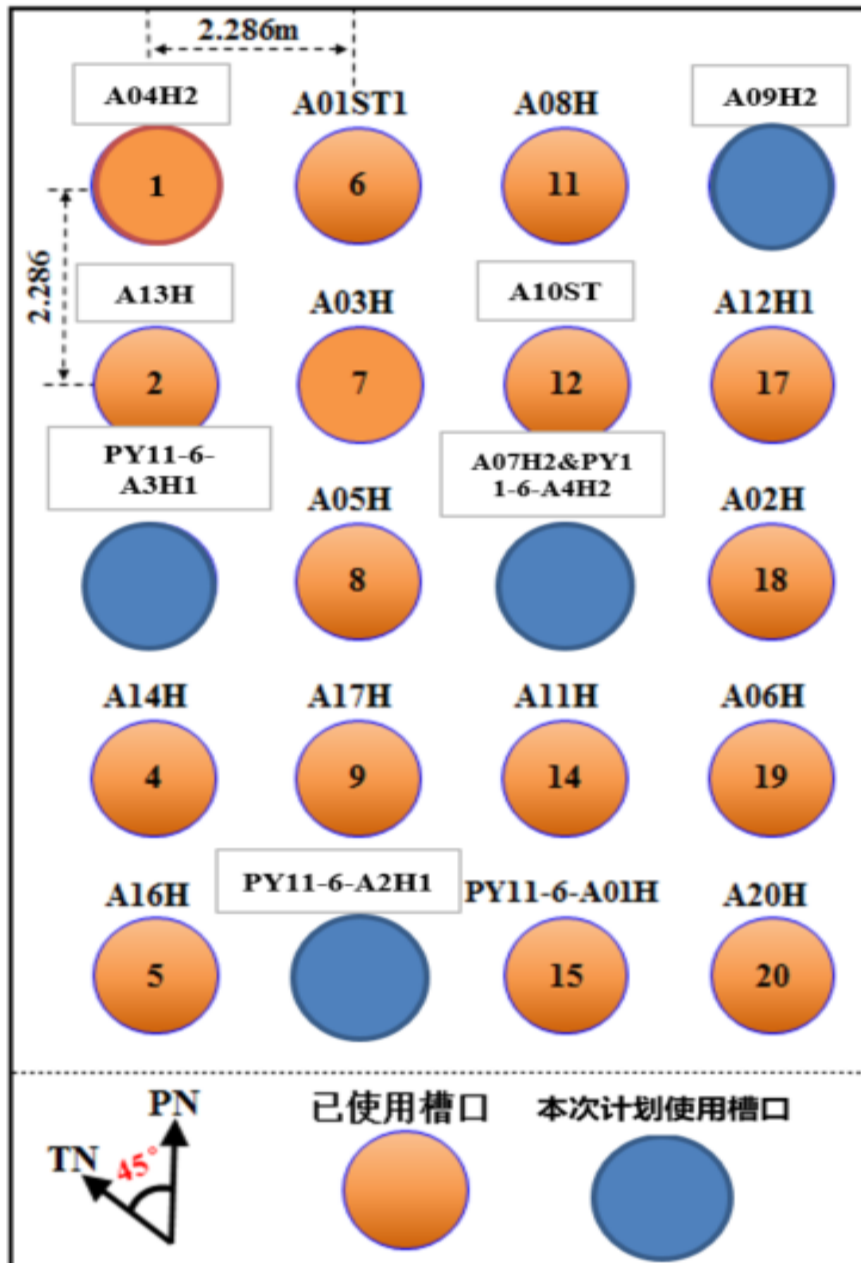 2.286m
A04H2
A01ST1
A08H
A09H2
1
6
11
2.286
A13H
A03H
A10ST
A12H1
2
7
12
17
PY11-6-
A3H1
A05H
A07H2&PY1
1-6-A4H2
A02H
8
18
A14H
A17H
A11H
A06H
4
9
14
19
A16H
PY11-6-A2H1
PY11-6-A01H
A20H
5
15
20
PN
TN
45°
已使用槽口
本次计划使用槽口